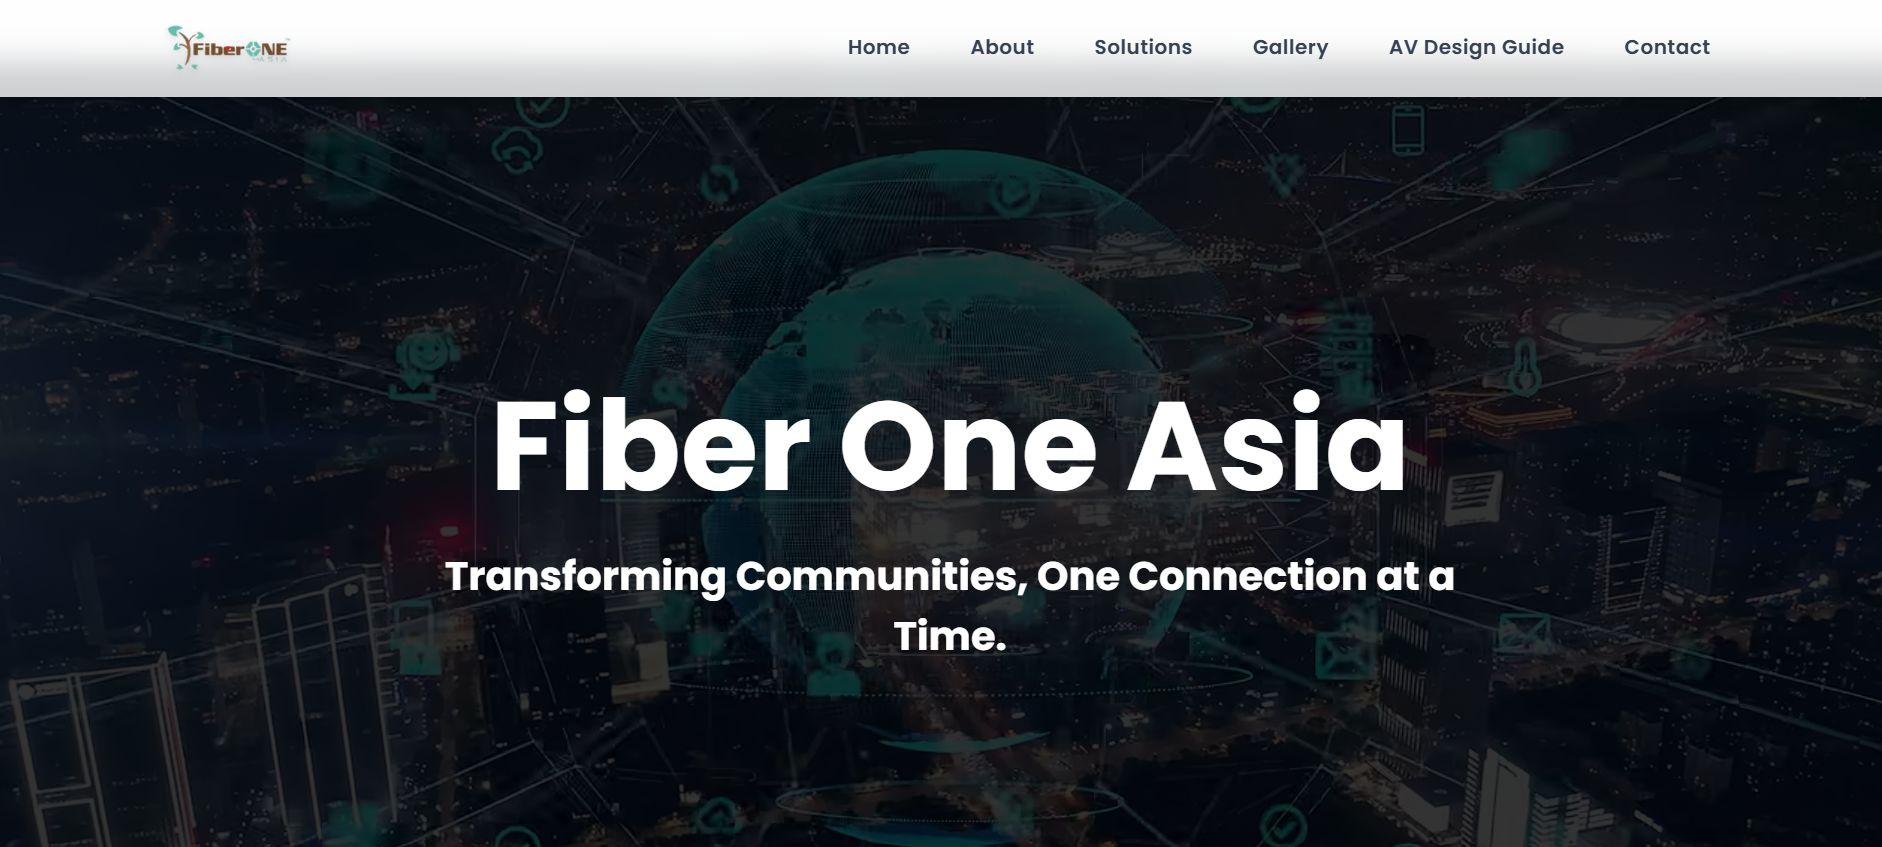 FiberONE
ASIA
Home About Solutions Gallery AV Design Guide Contact
Fiber One Asia
Transforming Communities, One Connection at a
Time.